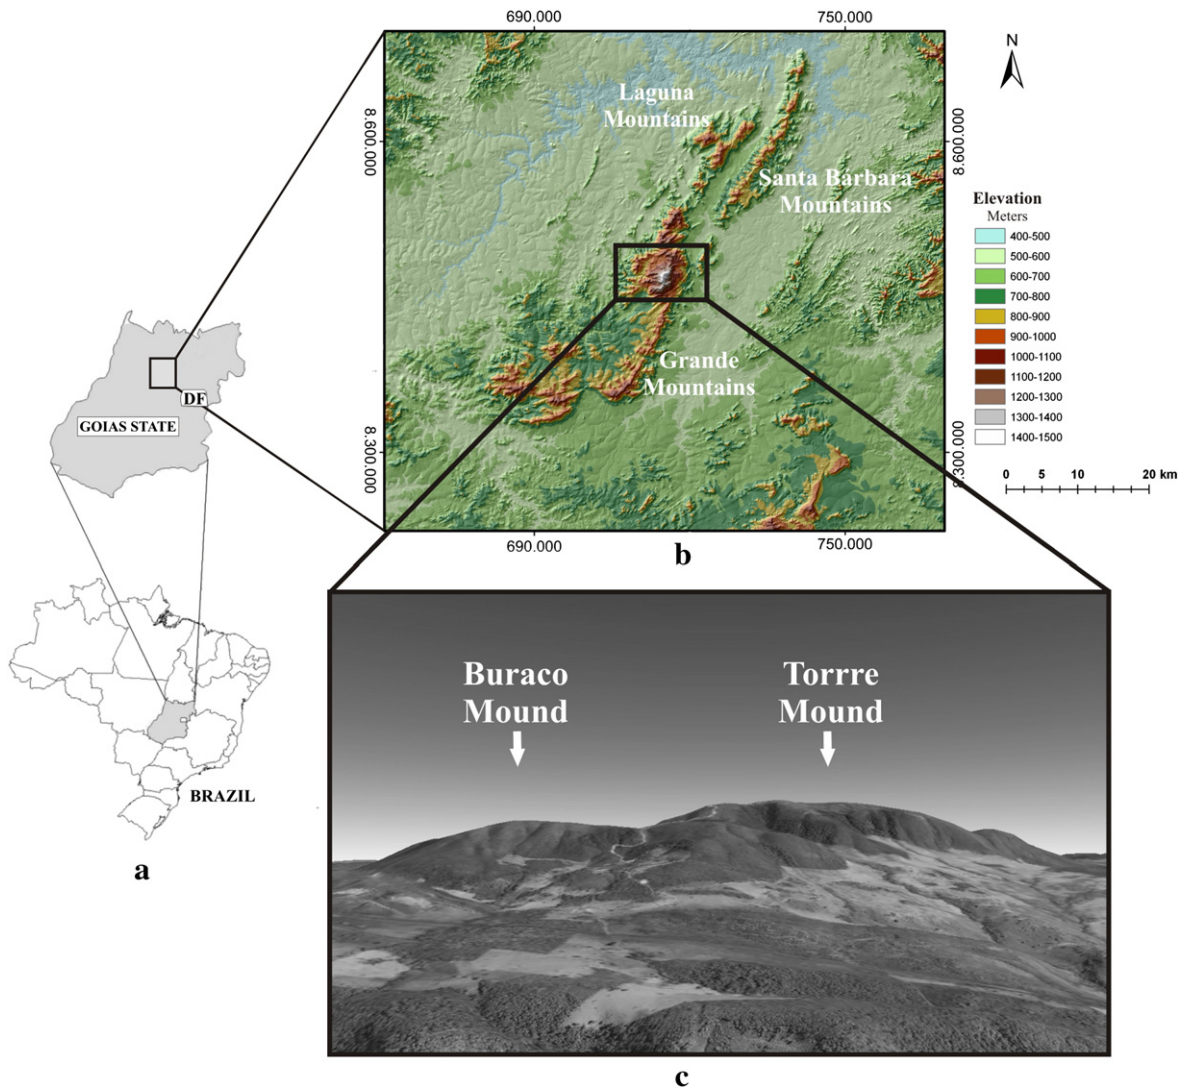 690.000
750.000
N
Laguna
Mountains
8.600.000
8.600.000
Santa Bárbara
Mountains
Elevation
Meters
400-500
500-600
600-700
700-800
800-900
900-1000
1000-1100
1100-1200
1200-1300
1300-1400
1400-1500
Grande
Mountains
DF
GOIAS STATE
8.300.000
8.300.000
0 5 10 20 km
690.000
750.000
b
Buraco
Mound
Torrre
Mound
BRAZIL
a
c